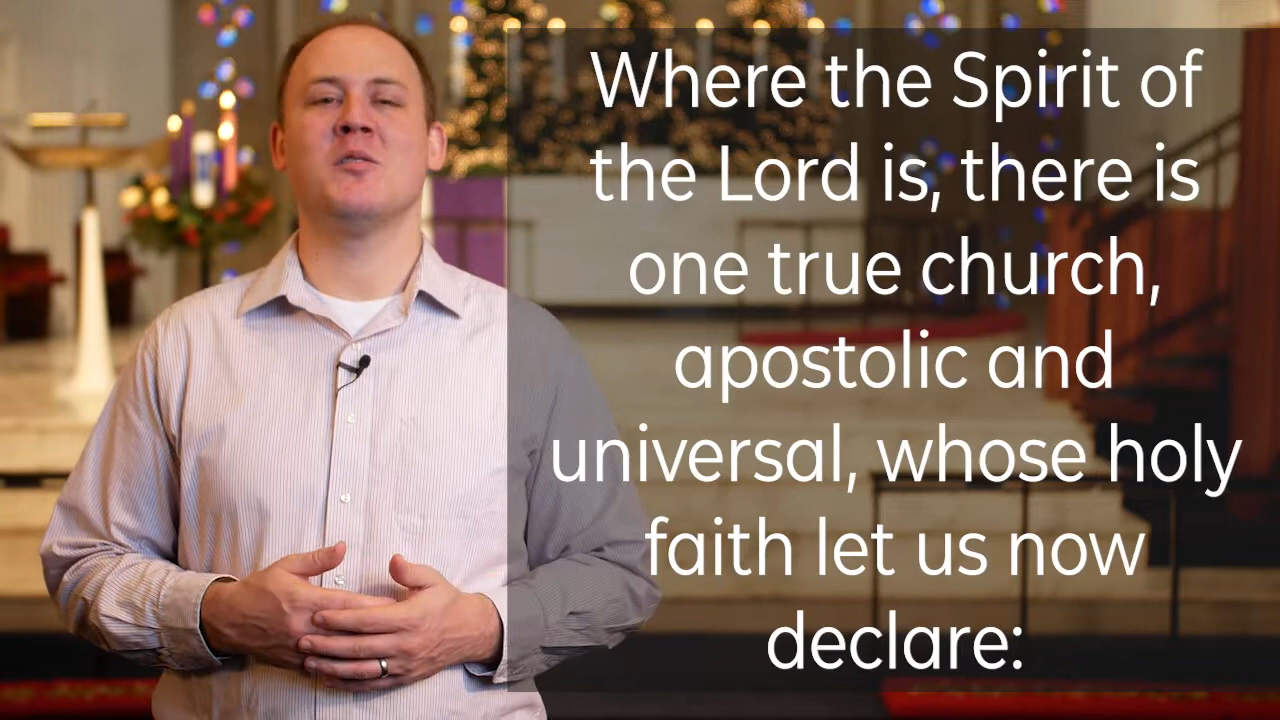 Where the Spirit of
the Lord is, there is
one true church,
apostolic and
universal, whose holy
faith let us now
declare: